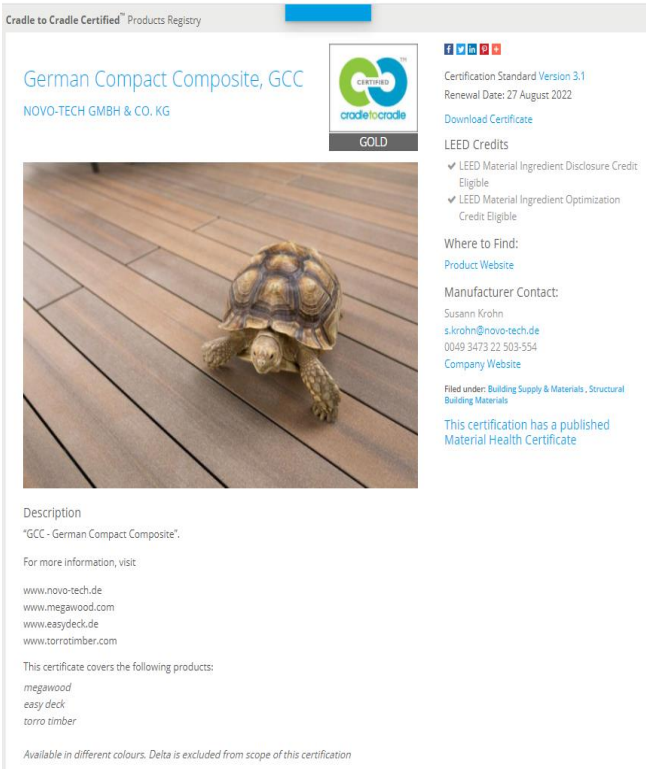 Cradle to Cradle Certified™ Products Registry
German Compact Composite, GCC
NOVO-TECH GMBH & CO. KG
CERTIFIED
TM
cradletocradle
GOLD
Description
“GCC - German Compact Composite”.
For more information, visit
www.novo-tech.de
www.megawood.com
www.easydeck.de
www.torrotimber.com
This certificate covers the following products:
megawood
easy deck
torro timber
Available in different colours. Delta is excluded from scope of this certification
Certification Standard Version 3.1
Renewal Date: 27 August 2022
Download Certificate
LEED Credits
✔ LEED Material Ingredient Disclosure Credit
Eligible
✔ LEED Material Ingredient Optimization
Credit Eligible
Where to Find:
Product Website
Manufacturer Contact:
Susann Krohn
s.krohn@novo-tech.de
0049 3473 22 503-554
Company Website
Filed under: Building Supply & Materials , Structural
Building Materials
This certification has a published
Material Health Certificate